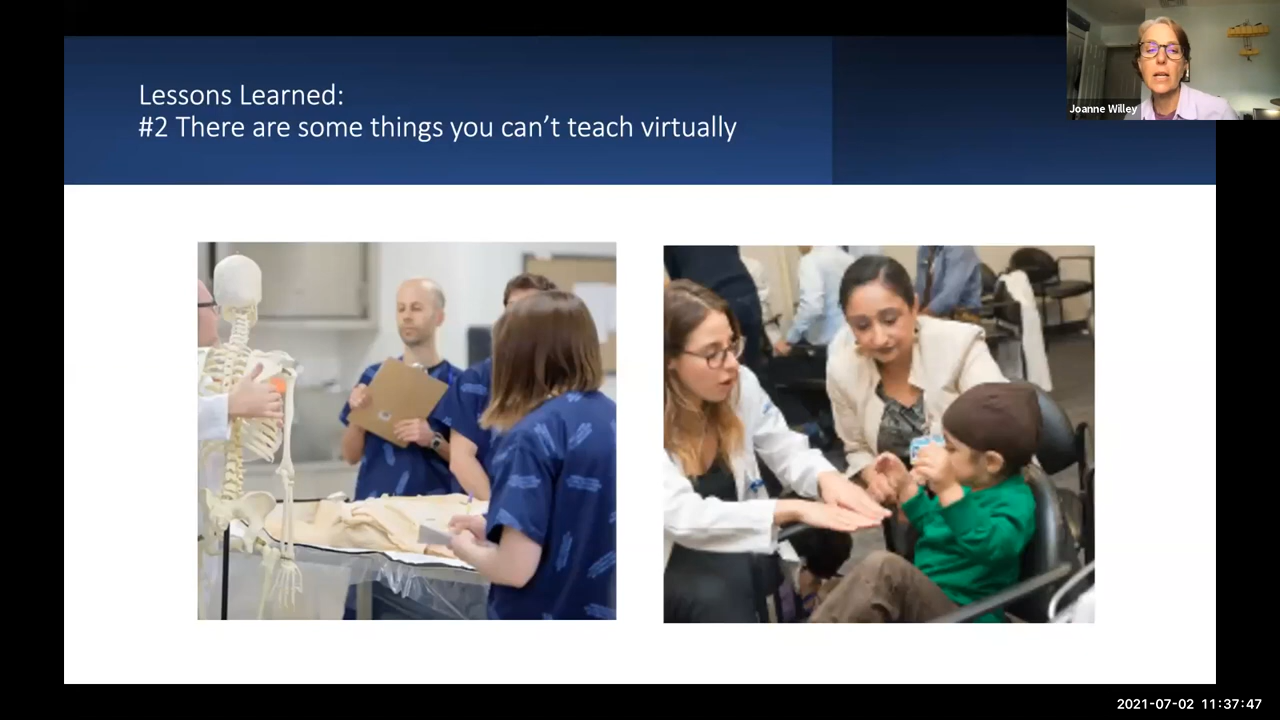 Lessons Learned:
#2 There are some things you can't teach virtually
Joanne Willey
2021-07-02 11:37:47